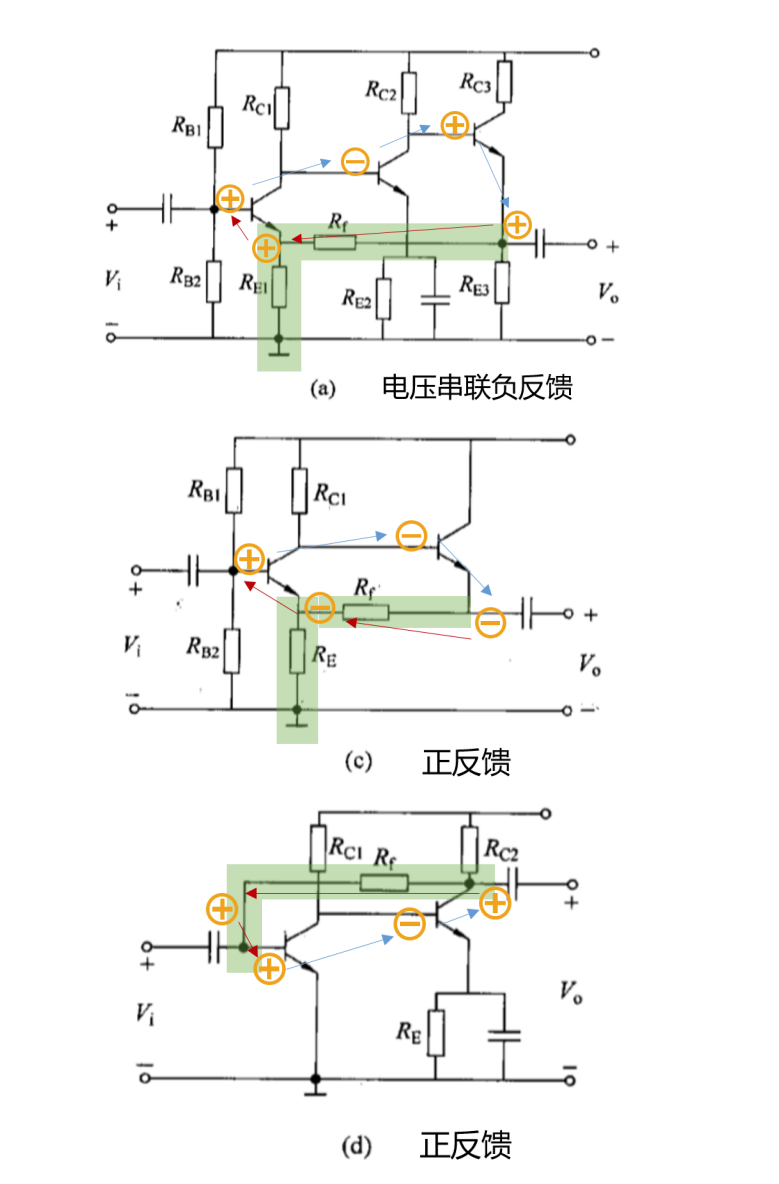 R_C1 R_C2 R_C3
R_B1
R_f
+ +
V_i R_B2 R_E1 R_E2 R_E3 V_o
− −
(a) 电压串联负反馈
R_B1 R_C1
R_f
+ +
V_i R_B2 R_E V_o
− −
(c) 正反馈
R_C1 R_f R_C2
+ +
V_i R_E V_o
− −
(d) 正反馈